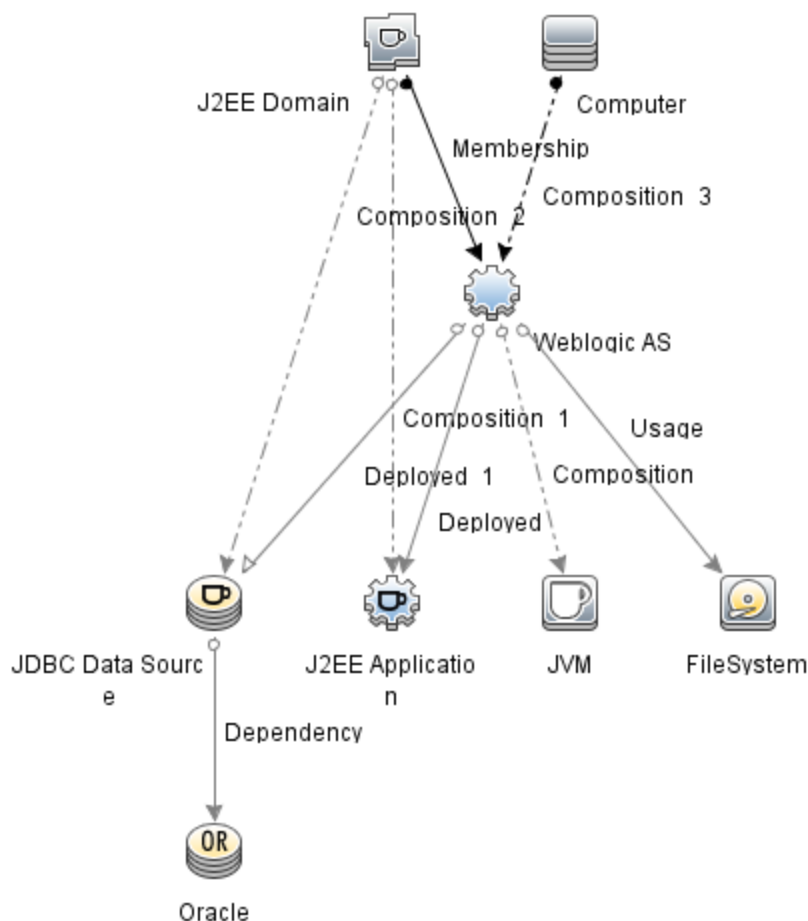 J2EE Domain
Computer
Membership
Composition 3
Composition 2
Weblogic AS
Composition 1
Usage
Deployed 1
Composition
Deployed
JDBC Data Sourc
e
J2EE Applicatio
n
JVM
FileSystem
Dependency
OR
Oracle